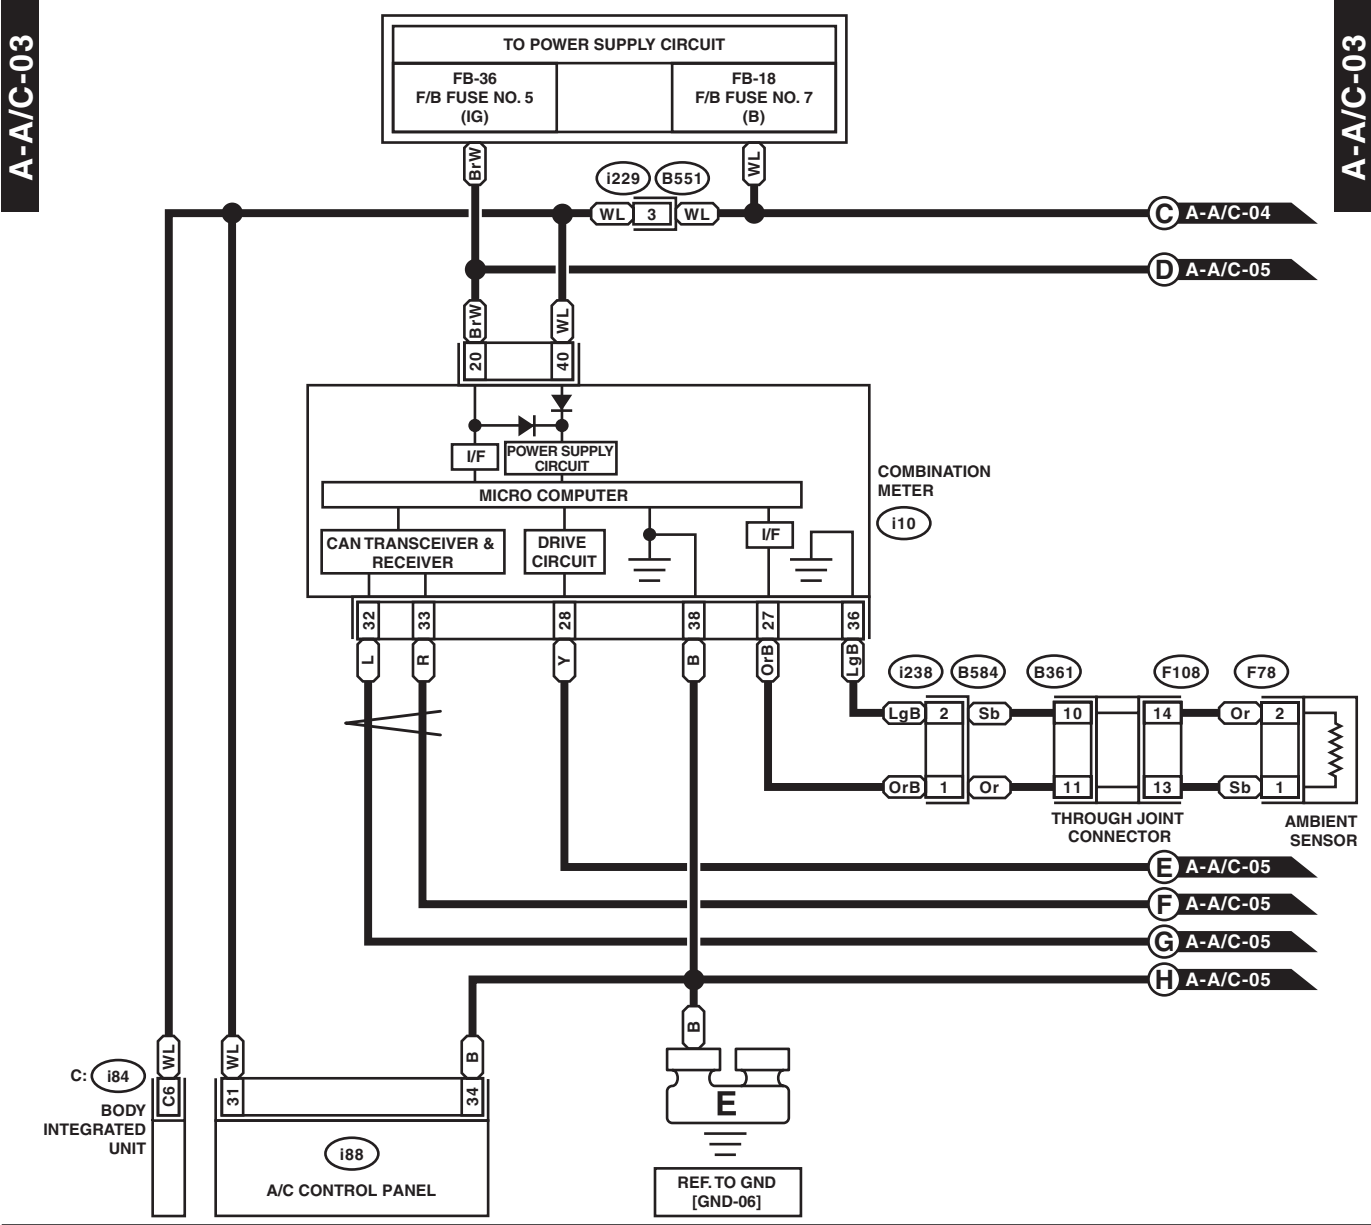 A-A/C-03
A-A/C-03
TO POWER SUPPLY CIRCUIT
FB-36
F/B FUSE NO. 5
(IG)
FB-18
F/B FUSE NO. 7
(B)
BrW
WL
i229
B551
WL
3
WL
C
A-A/C-04
D
A-A/C-05
BrW
WL
20
40
I/F
POWER SUPPLY
CIRCUIT
MICRO COMPUTER
COMBINATION
METER
i10
CAN TRANSCEIVER &
RECEIVER
DRIVE
CIRCUIT
I/F
32
33
28
38
27
36
L
R
Y
B
OrB
LgB
i238
B584
B361
F108
F78
LgB
2
Sb
10
14
Or
2
OrB
1
Or
11
13
Sb
1
THROUGH JOINT
CONNECTOR
AMBIENT
SENSOR
E
A-A/C-05
F
A-A/C-05
G
A-A/C-05
H
A-A/C-05
WL
WL
B
B
C:
i84
C6
31
34
BODY
INTEGRATED
UNIT
E
i88
A/C CONTROL PANEL
REF. TO GND
[GND-06]